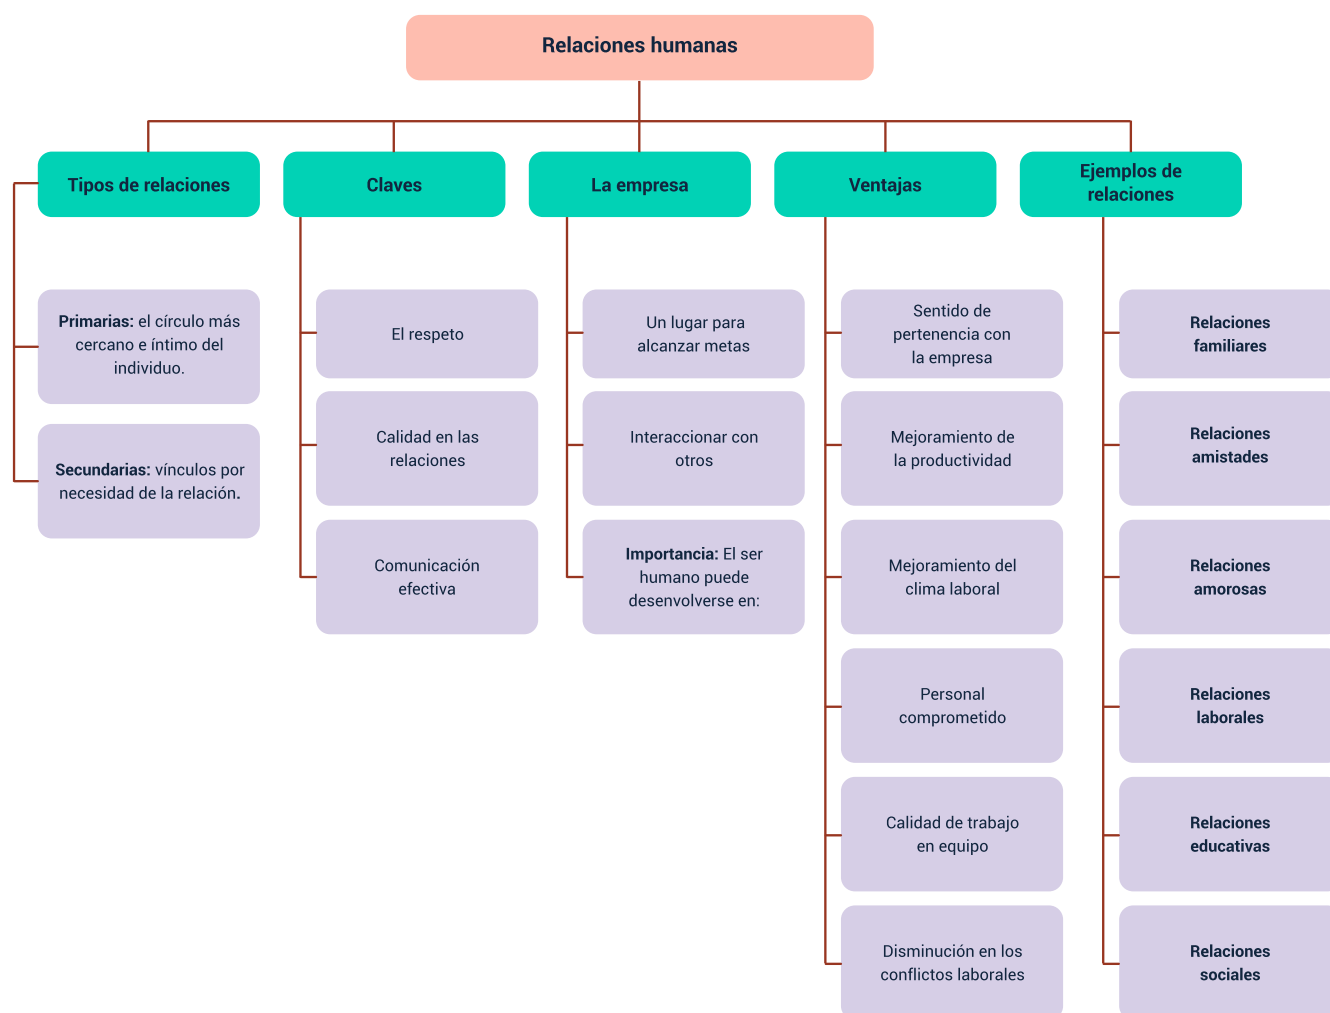 Relaciones humanas
Tipos de relaciones
Primarias: el círculo más
cercano e íntimo del
individuo.
Secundarias: vínculos por
necesidad de la relación.
Claves
El respeto
Calidad en las
relaciones
Comunicación
efectiva
La empresa
Un lugar para
alcanzar metas
Interaccionar con
otros
Importancia: El ser
humano puede
desenvolverse en:
Ventajas
Sentido de
pertenencia con
la empresa
Mejoramiento de
la productividad
Mejoramiento del
clima laboral
Personal
comprometido
Calidad de trabajo
en equipo
Disminución en los
conflictos laborales
Ejemplos de
relaciones
Relaciones
familiares
Relaciones
amistades
Relaciones
amorosas
Relaciones
laborales
Relaciones
educativas
Relaciones
sociales